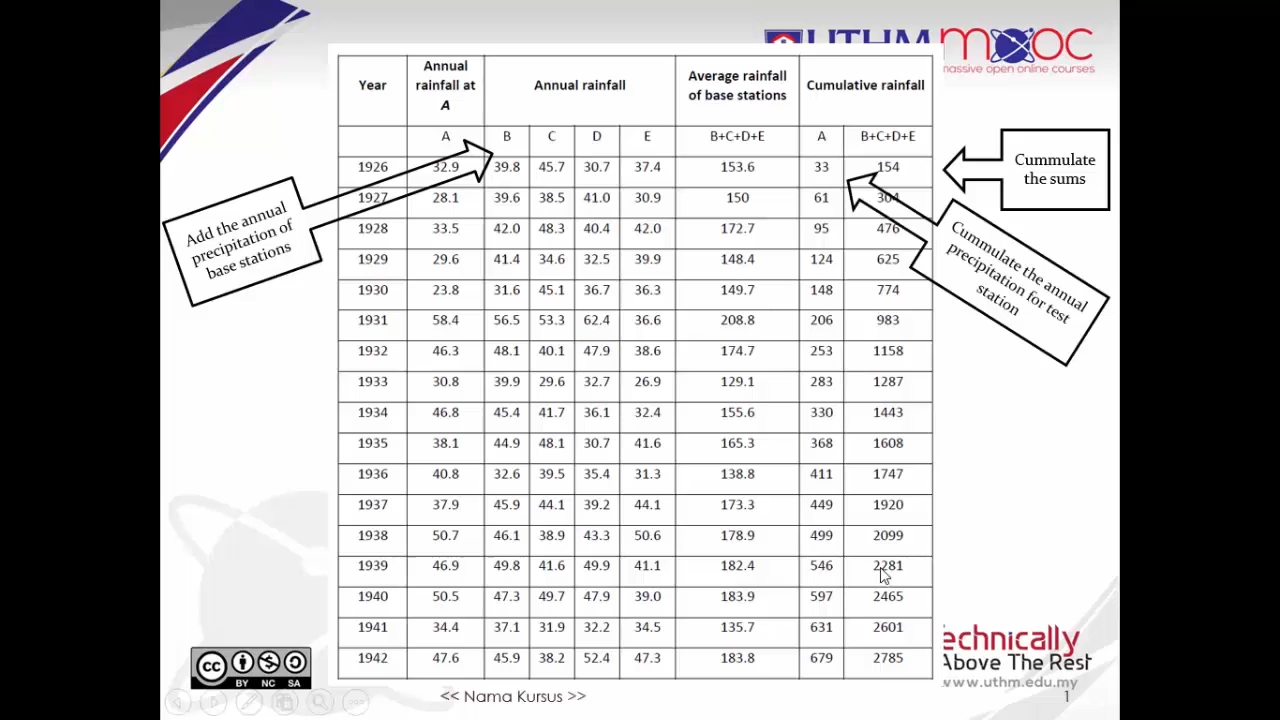 UTHM mooc
massive open online courses
Year Annual rainfall at A Annual rainfall Average rainfall of base stations Cumulative rainfall
A B C D E B+C+D+E A B+C+D+E
1926 32.9 39.8 45.7 30.7 37.4 153.6 33 154
1927 28.1 39.6 38.5 41.0 30.9 150 61 304
1928 33.5 42.0 48.3 40.4 42.0 172.7 95 476
1929 29.6 41.4 34.6 32.5 39.9 148.4 124 625
1930 23.8 31.6 45.1 36.7 36.3 149.7 148 774
1931 58.4 56.5 53.3 62.4 36.6 208.8 206 983
1932 46.3 48.1 40.1 47.9 38.6 174.7 253 1158
1933 30.8 39.9 29.6 32.7 26.9 129.1 283 1287
1934 46.8 45.4 41.7 36.1 32.4 155.6 330 1443
1935 38.1 44.9 48.1 30.7 41.6 165.3 368 1608
1936 40.8 32.6 39.5 35.4 31.3 138.8 411 1747
1937 37.9 45.9 44.1 39.2 44.1 173.3 449 1920
1938 50.7 46.1 38.9 43.3 50.6 178.9 499 2099
1939 46.9 49.8 41.6 49.9 41.1 182.4 546 2281
1940 50.5 47.3 49.7 47.9 39.0 183.9 597 2465
1941 34.4 37.1 31.9 32.2 34.5 135.7 631 2601
1942 47.6 45.9 38.2 52.4 47.3 183.8 679 2785
Add the annual
precipitation of
base stations
Cummulate
the sums
Cummulate the annual
precipitation for test
station
echnically
Above The Rest
www.uthm.edu.my
cc BY NC SA
<< Nama Kursus >>
1